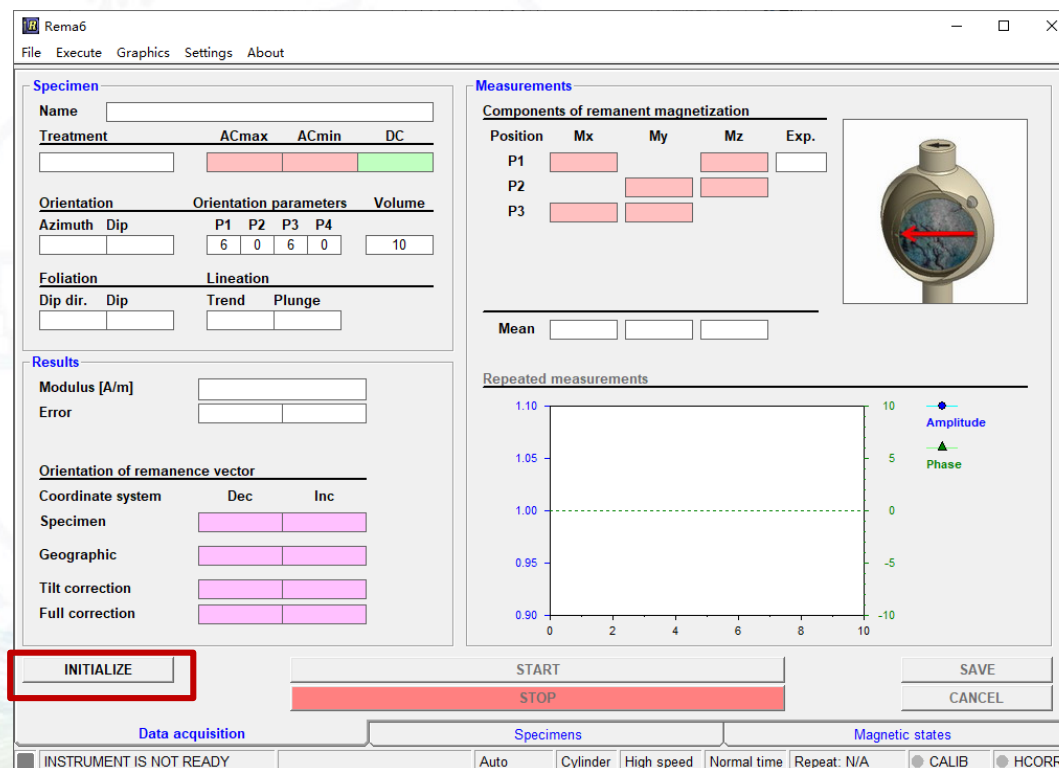 Rema6
File Execute Graphics Settings About
Specimen
Name
Treatment ACmax ACmin DC
Orientation Orientation parameters Volume
Azimuth Dip P1 P2 P3 P4
6 0 6 0 10
Foliation Lineation
Dip dir. Dip Trend Plunge
Results
Modulus [A/m]
Error
Orientation of remanence vector
Coordinate system Dec Inc
Specimen
Geographic
Tilt correction
Full correction
Measurements
Components of remanent magnetization
Position Mx My Mz Exp.
P1
P2
P3
Mean
Repeated measurements
1.10 10
1.05 5
1.00 0
0.95 -5
0.90 -10
0 2 4 6 8 10
Amplitude
Phase
INITIALIZE START SAVE
STOP CANCEL
Data acquisition Specimens Magnetic states
INSTRUMENT IS NOT READY Auto Cylinder High speed Normal time Repeat: N/A CALIB HCORR